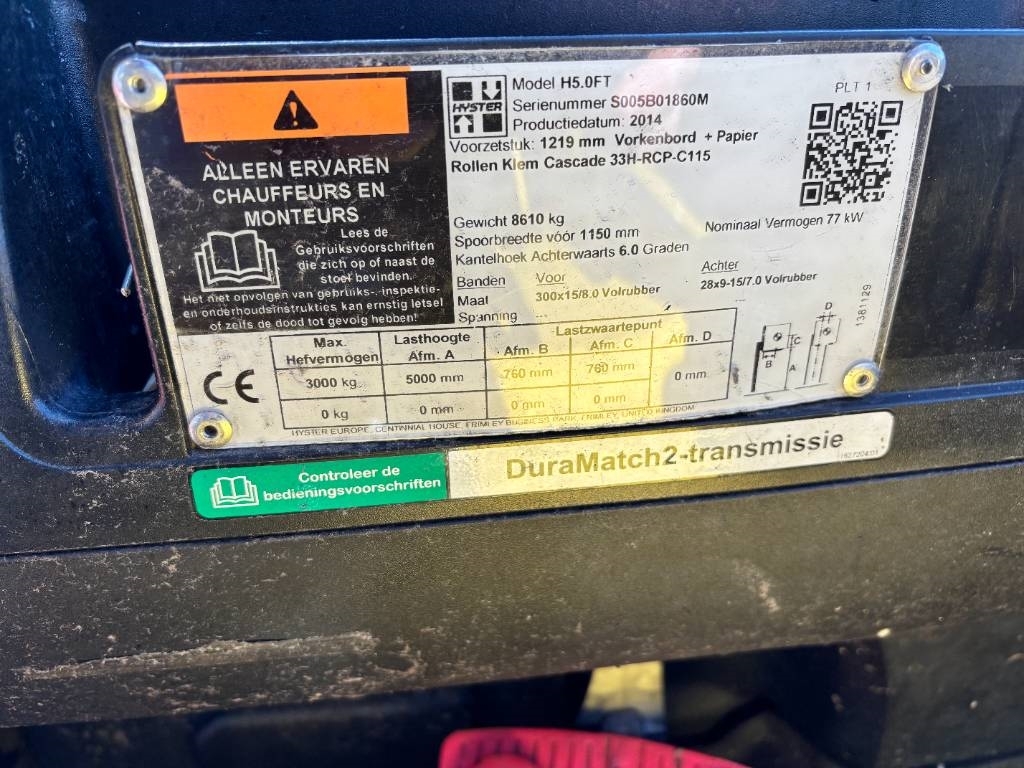 PLT 1
HYSTER
Model H5.0FT
Serienummer S005B01860M
Productiedatum: 2014
Voorzetstuk: 1219 mm Vorkenbord + Papier
Rollen Klem Cascade 33H-RCP-C115
ALLEEN ERVAREN
CHAUFFEURS EN
MONTEURS
Lees de
Gebruiksvoorschriften
die zich op of naast de
stoel bevinden.
Het niet opvolgen van gebruiks-, inspektie-
en onderhoudsinstrukties kan ernstig letsel
of zelfs de dood tot gevolg hebben!
Gewicht 8610 kg
Nominaal Vermogen 77 kW
Spoorbreedte vóór 1150 mm
Kantelhoek Achterwaarts 6.0 Graden
Banden Voor Achter
Maat 300x15/8.0 Volrubber 28x9-15/7.0 Volrubber
Spanning
Max. Hefvermogen Lasthoogte Afm. A Lastzwaartepunt
Afm. B Afm. C Afm. D
3000 kg 5000 mm 760 mm 760 mm 0 mm
0 kg 0 mm 0 mm 0 mm
CE
D
B
A
C
1381129
HYSTER EUROPE, CENTINNIAL HOUSE, FRIMLEY BUSINESS PARK, FRIMLEY, UNITED KINGDOM
Controleer de
bedieningsvoorschriften
DuraMatch2-transmissie